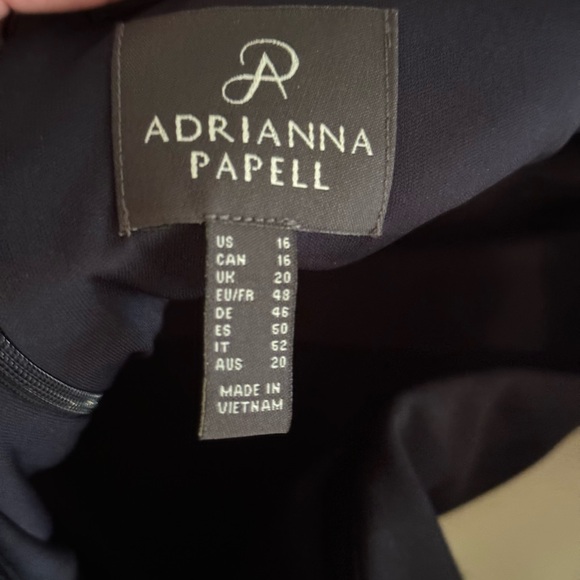 AP
ADRIANNA
PAPELL
US 16
CAN 16
UK 20
EU/FR 48
DE 46
ES 50
IT 52
AUS 20
MADE IN
VIETNAM